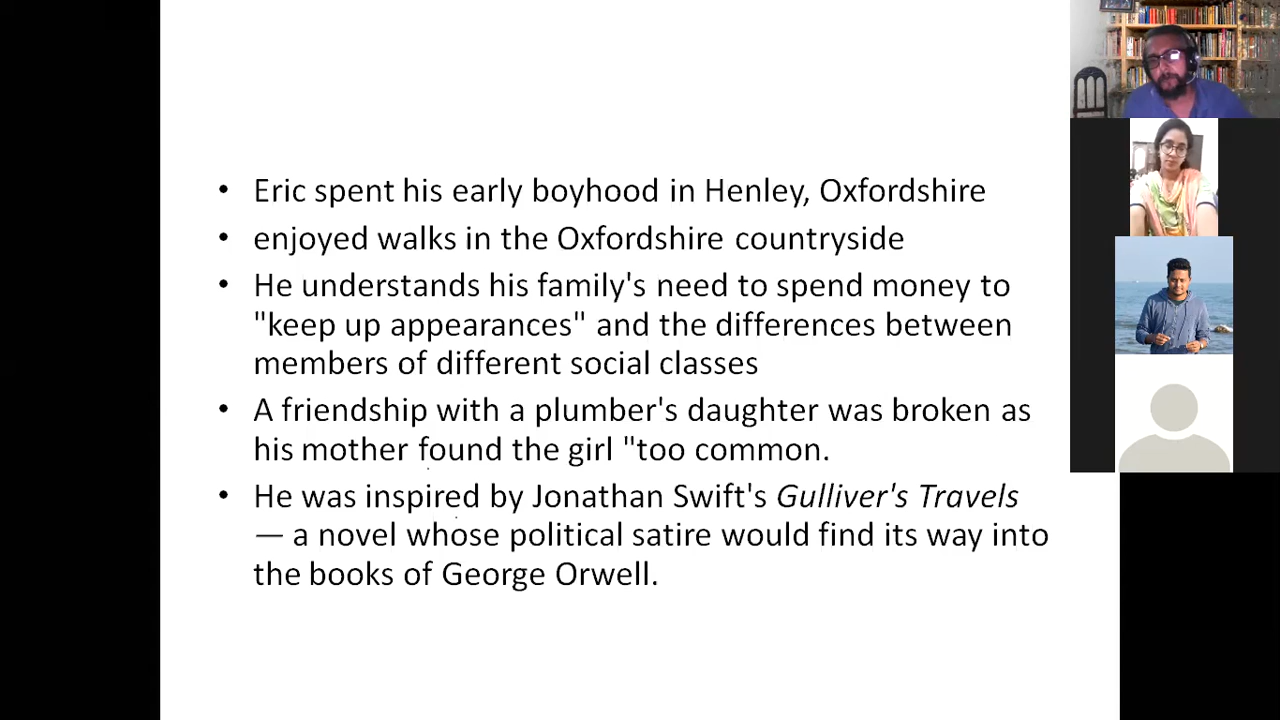 • Eric spent his early boyhood in Henley, Oxfordshire
• enjoyed walks in the Oxfordshire countryside
• He understands his family's need to spend money to
"keep up appearances" and the differences between
members of different social classes
• A friendship with a plumber's daughter was broken as
his mother found the girl "too common.
• He was inspired by Jonathan Swift's Gulliver's Travels
— a novel whose political satire would find its way into
the books of George Orwell.